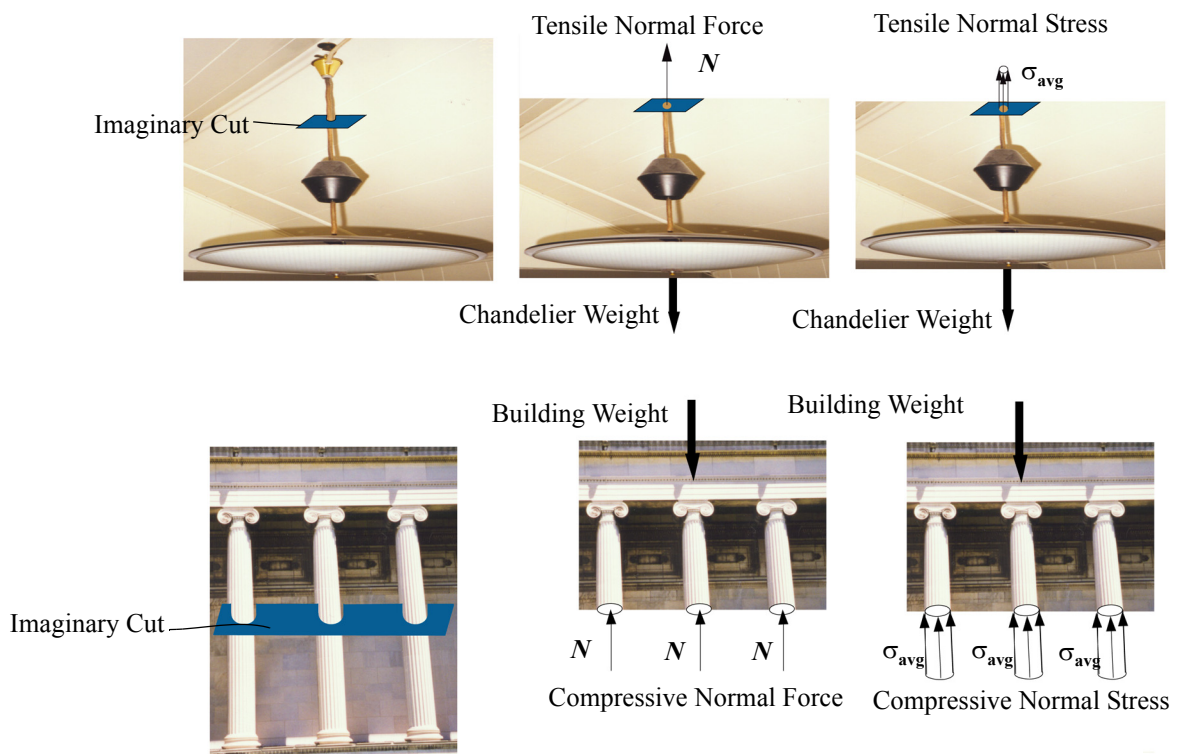 Tensile Normal Force
Tensile Normal Stress
N
σavg
Imaginary Cut
Chandelier Weight
Chandelier Weight
Building Weight
Building Weight
Imaginary Cut
N
N
N
σavg
σavg
σavg
Compressive Normal Force
Compressive Normal Stress